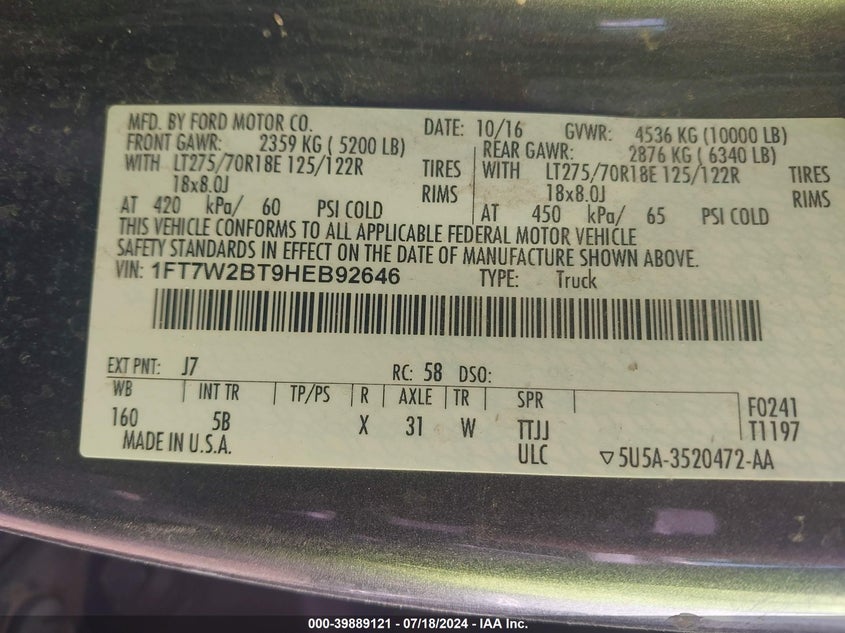 MFD. BY FORD MOTOR CO. DATE: 10/16 GVWR: 4536 KG (10000 LB)
FRONT GAWR: 2359 KG ( 5200 LB) REAR GAWR: 2876 KG ( 6340 LB)
WITH LT275/70R18E 125/122R TIRES WITH LT275/70R18E 125/122R TIRES
18x8.0J RIMS 18x8.0J RIMS
AT 420 kPa/ 60 PSI COLD AT 450 kPa/ 65 PSI COLD
THIS VEHICLE CONFORMS TO ALL APPLICABLE FEDERAL MOTOR VEHICLE
SAFETY STANDARDS IN EFFECT ON THE DATE OF MANUFACTURE SHOWN ABOVE.
VIN: 1FT7W2BT9HEB92646 TYPE: Truck
EXT PNT: J7 RC: 58 DSO:
WB INT TR TP/PS R AXLE TR SPR F0241
160 5B X 31 W TTJJ T1197
MADE IN U.S.A. ULC ▽5U5A-3520472-AA
000-39889121 - 07/18/2024 - IAA Inc.